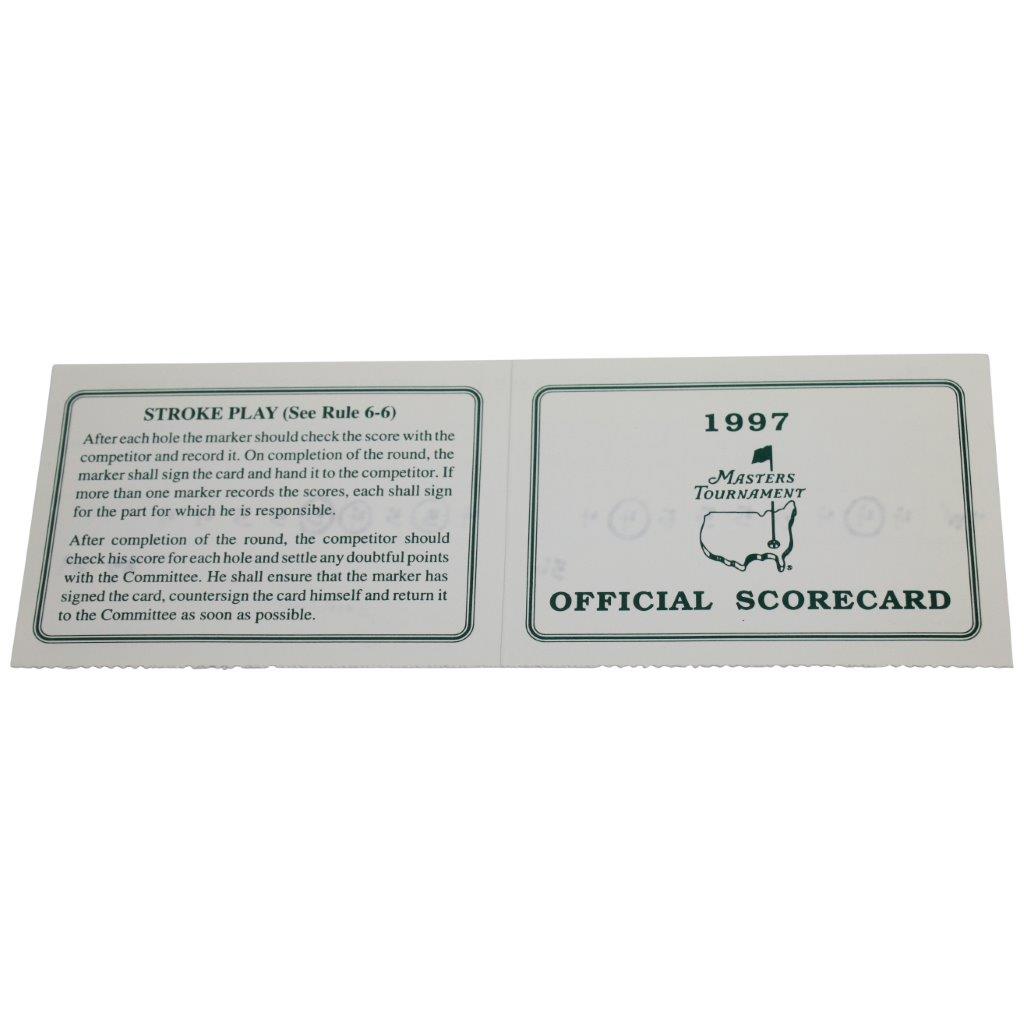 STROKE PLAY (See Rule 6-6)
After each hole the marker should check the score with the
competitor and record it. On completion of the round, the
marker shall sign the card and hand it to the competitor. If
more than one marker records the scores, each shall sign
for the part for which he is responsible.
After completion of the round, the competitor should
check his score for each hole and settle any doubtful points
with the Committee. He shall ensure that the marker has
signed the card, countersign the card himself and return it
to the Committee as soon as possible.
1997
MASTERS
TOURNAMENT
®
OFFICIAL SCORECARD